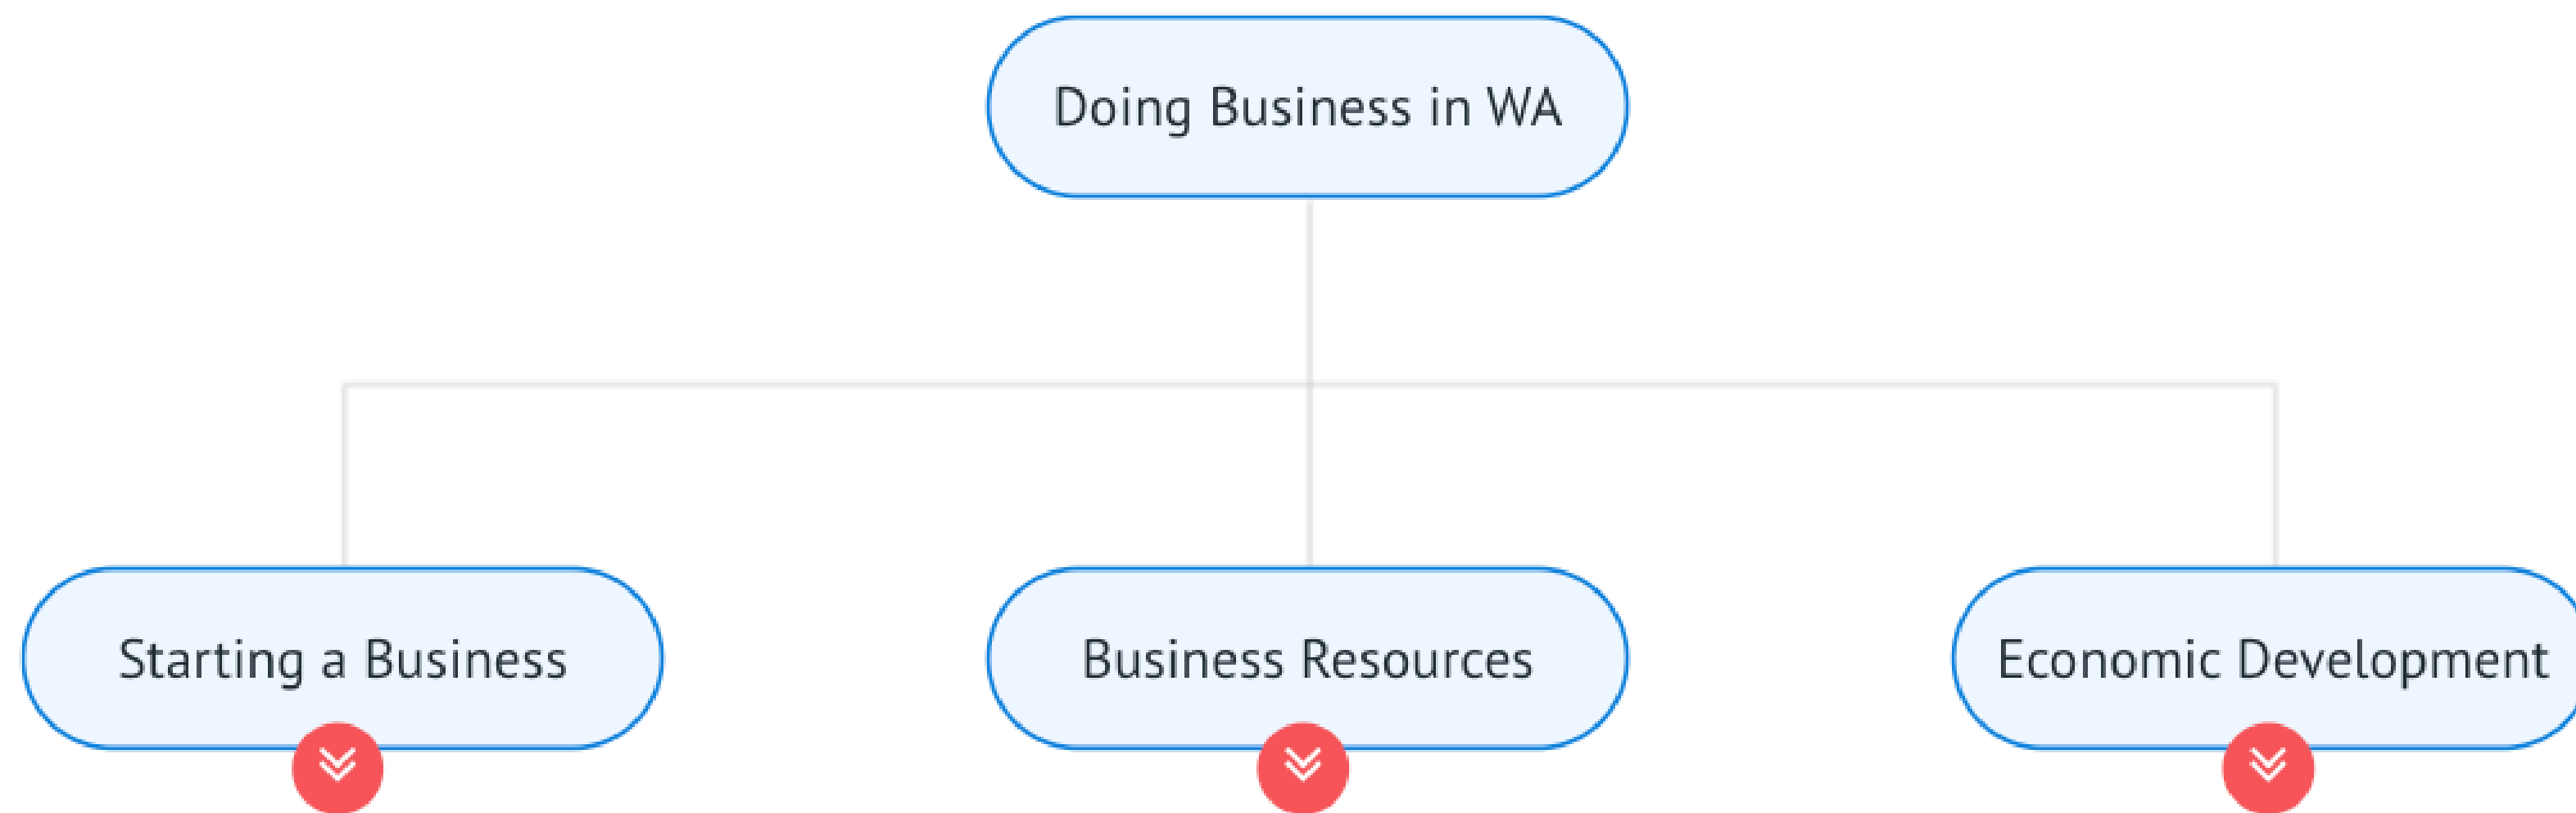 Doing Business in WA
Starting a Business
Business Resources
Economic Development